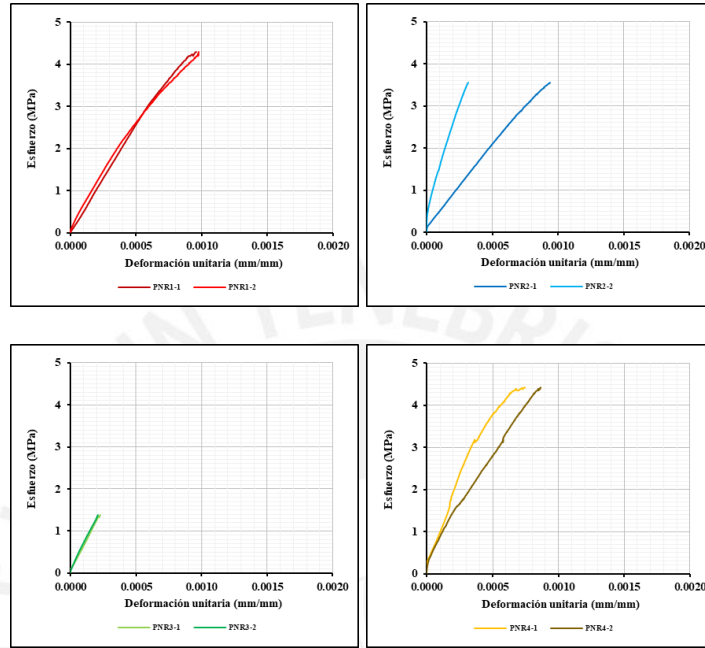 5
4
3
2
1
0
Esfuerzo (MPa)
0.0000 0.0005 0.0010 0.0015 0.0020
Deformación unitaria (mm/mm)
PNR1-1 PNR1-2
5
4
3
2
1
0
Esfuerzo (MPa)
0.0000 0.0005 0.0010 0.0015 0.0020
Deformación unitaria (mm/mm)
PNR2-1 PNR2-2
IN TENEBRI
5
4
3
2
1
0
Esfuerzo (MPa)
0.0000 0.0005 0.0010 0.0015 0.0020
Deformación unitaria (mm/mm)
PNR3-1 PNR3-2
5
4
3
2
1
0
Esfuerzo (MPa)
0.0000 0.0005 0.0010 0.0015 0.0020
Deformación unitaria (mm/mm)
PNR4-1 PNR4-2